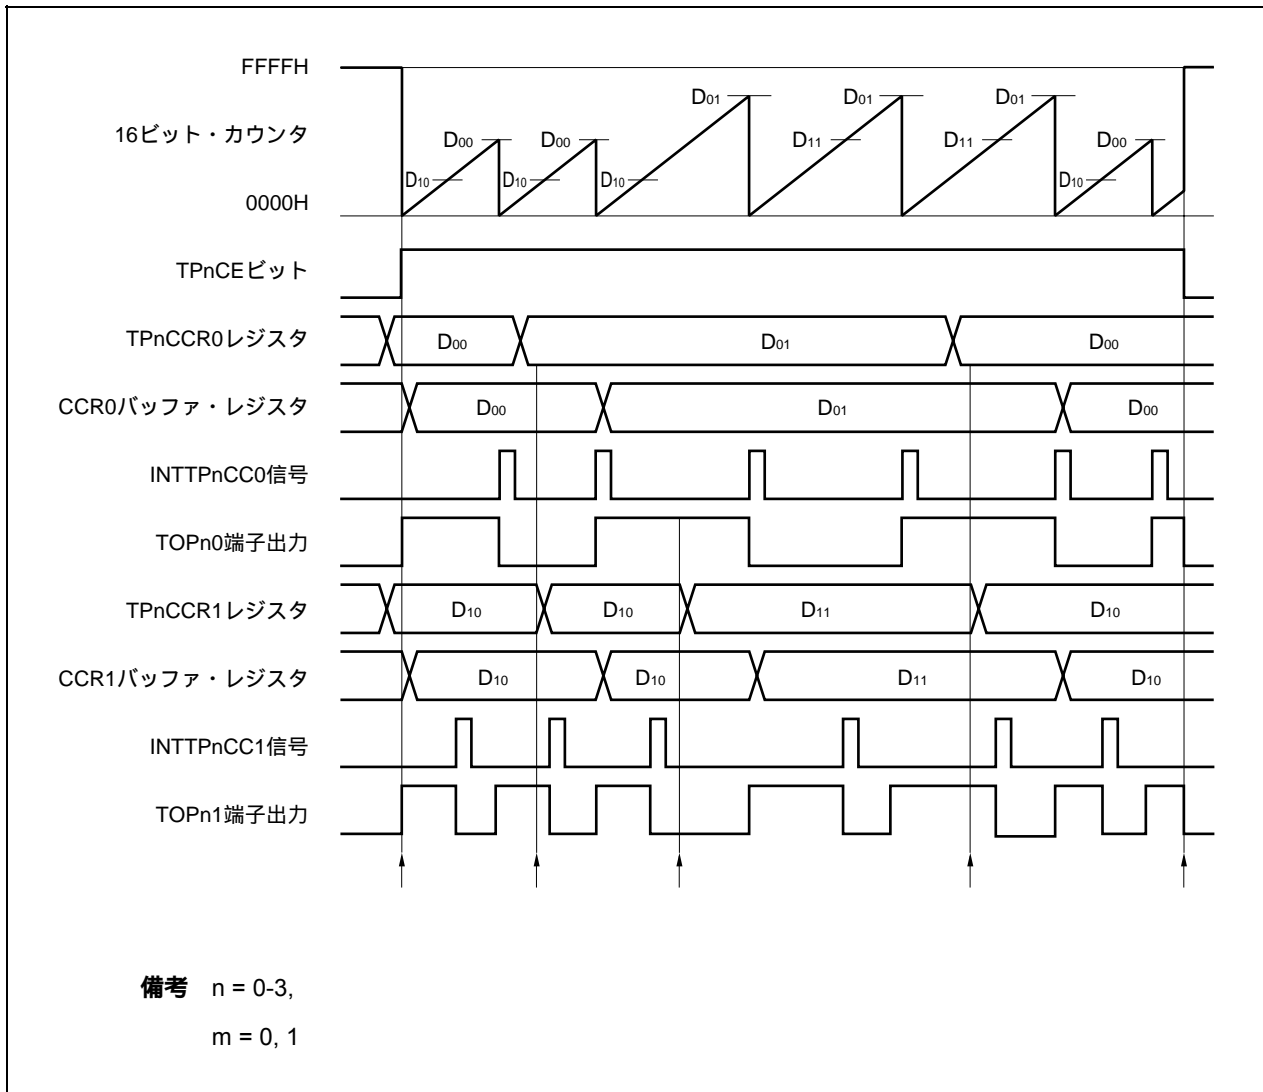 FFFFH
D01 D01 D01
16ビット・カウンタ
D00 D00 D11 D11 D00
D10 D10 D10 D10
0000H
TPnCEビット
TPnCCR0レジスタ D00 D01 D00
CCR0バッファ・レジスタ D00 D01 D00
INTTPnCC0信号
TOPn0端子出力
TPnCCR1レジスタ D10 D10 D11 D10
CCR1バッファ・レジスタ D10 D10 D11 D10
INTTPnCC1信号
TOPn1端子出力
備考 n = 0-3,
m = 0, 1